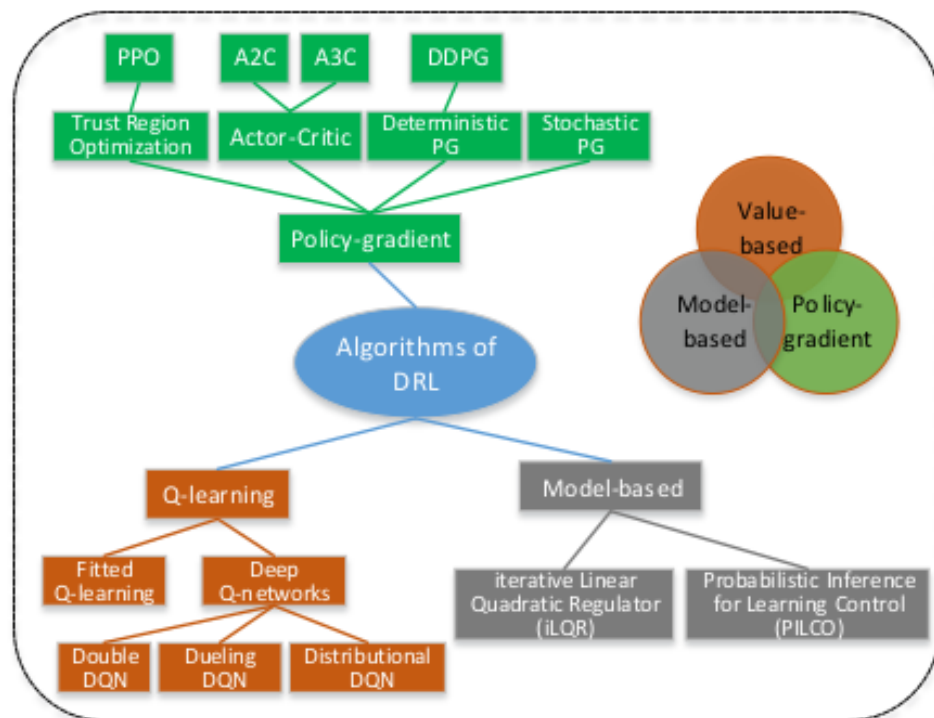 PPO
A2C
A3C
DDPG
Trust Region
Optimization
Actor-Critic
Deterministic
PG
Stochastic
PG
Policy-gradient
Value-
based
Model-
based
Policy-
gradient
Algorithms of
DRL
Q-learning
Model-based
Fitted
Q-learning
Deep
Q-networks
iterative Linear
Quadratic Regulator
(iLQR)
Probabilistic Inference
for Learning Control
(PILCO)
Double
DQN
Dueling
DQN
Distributional
DQN